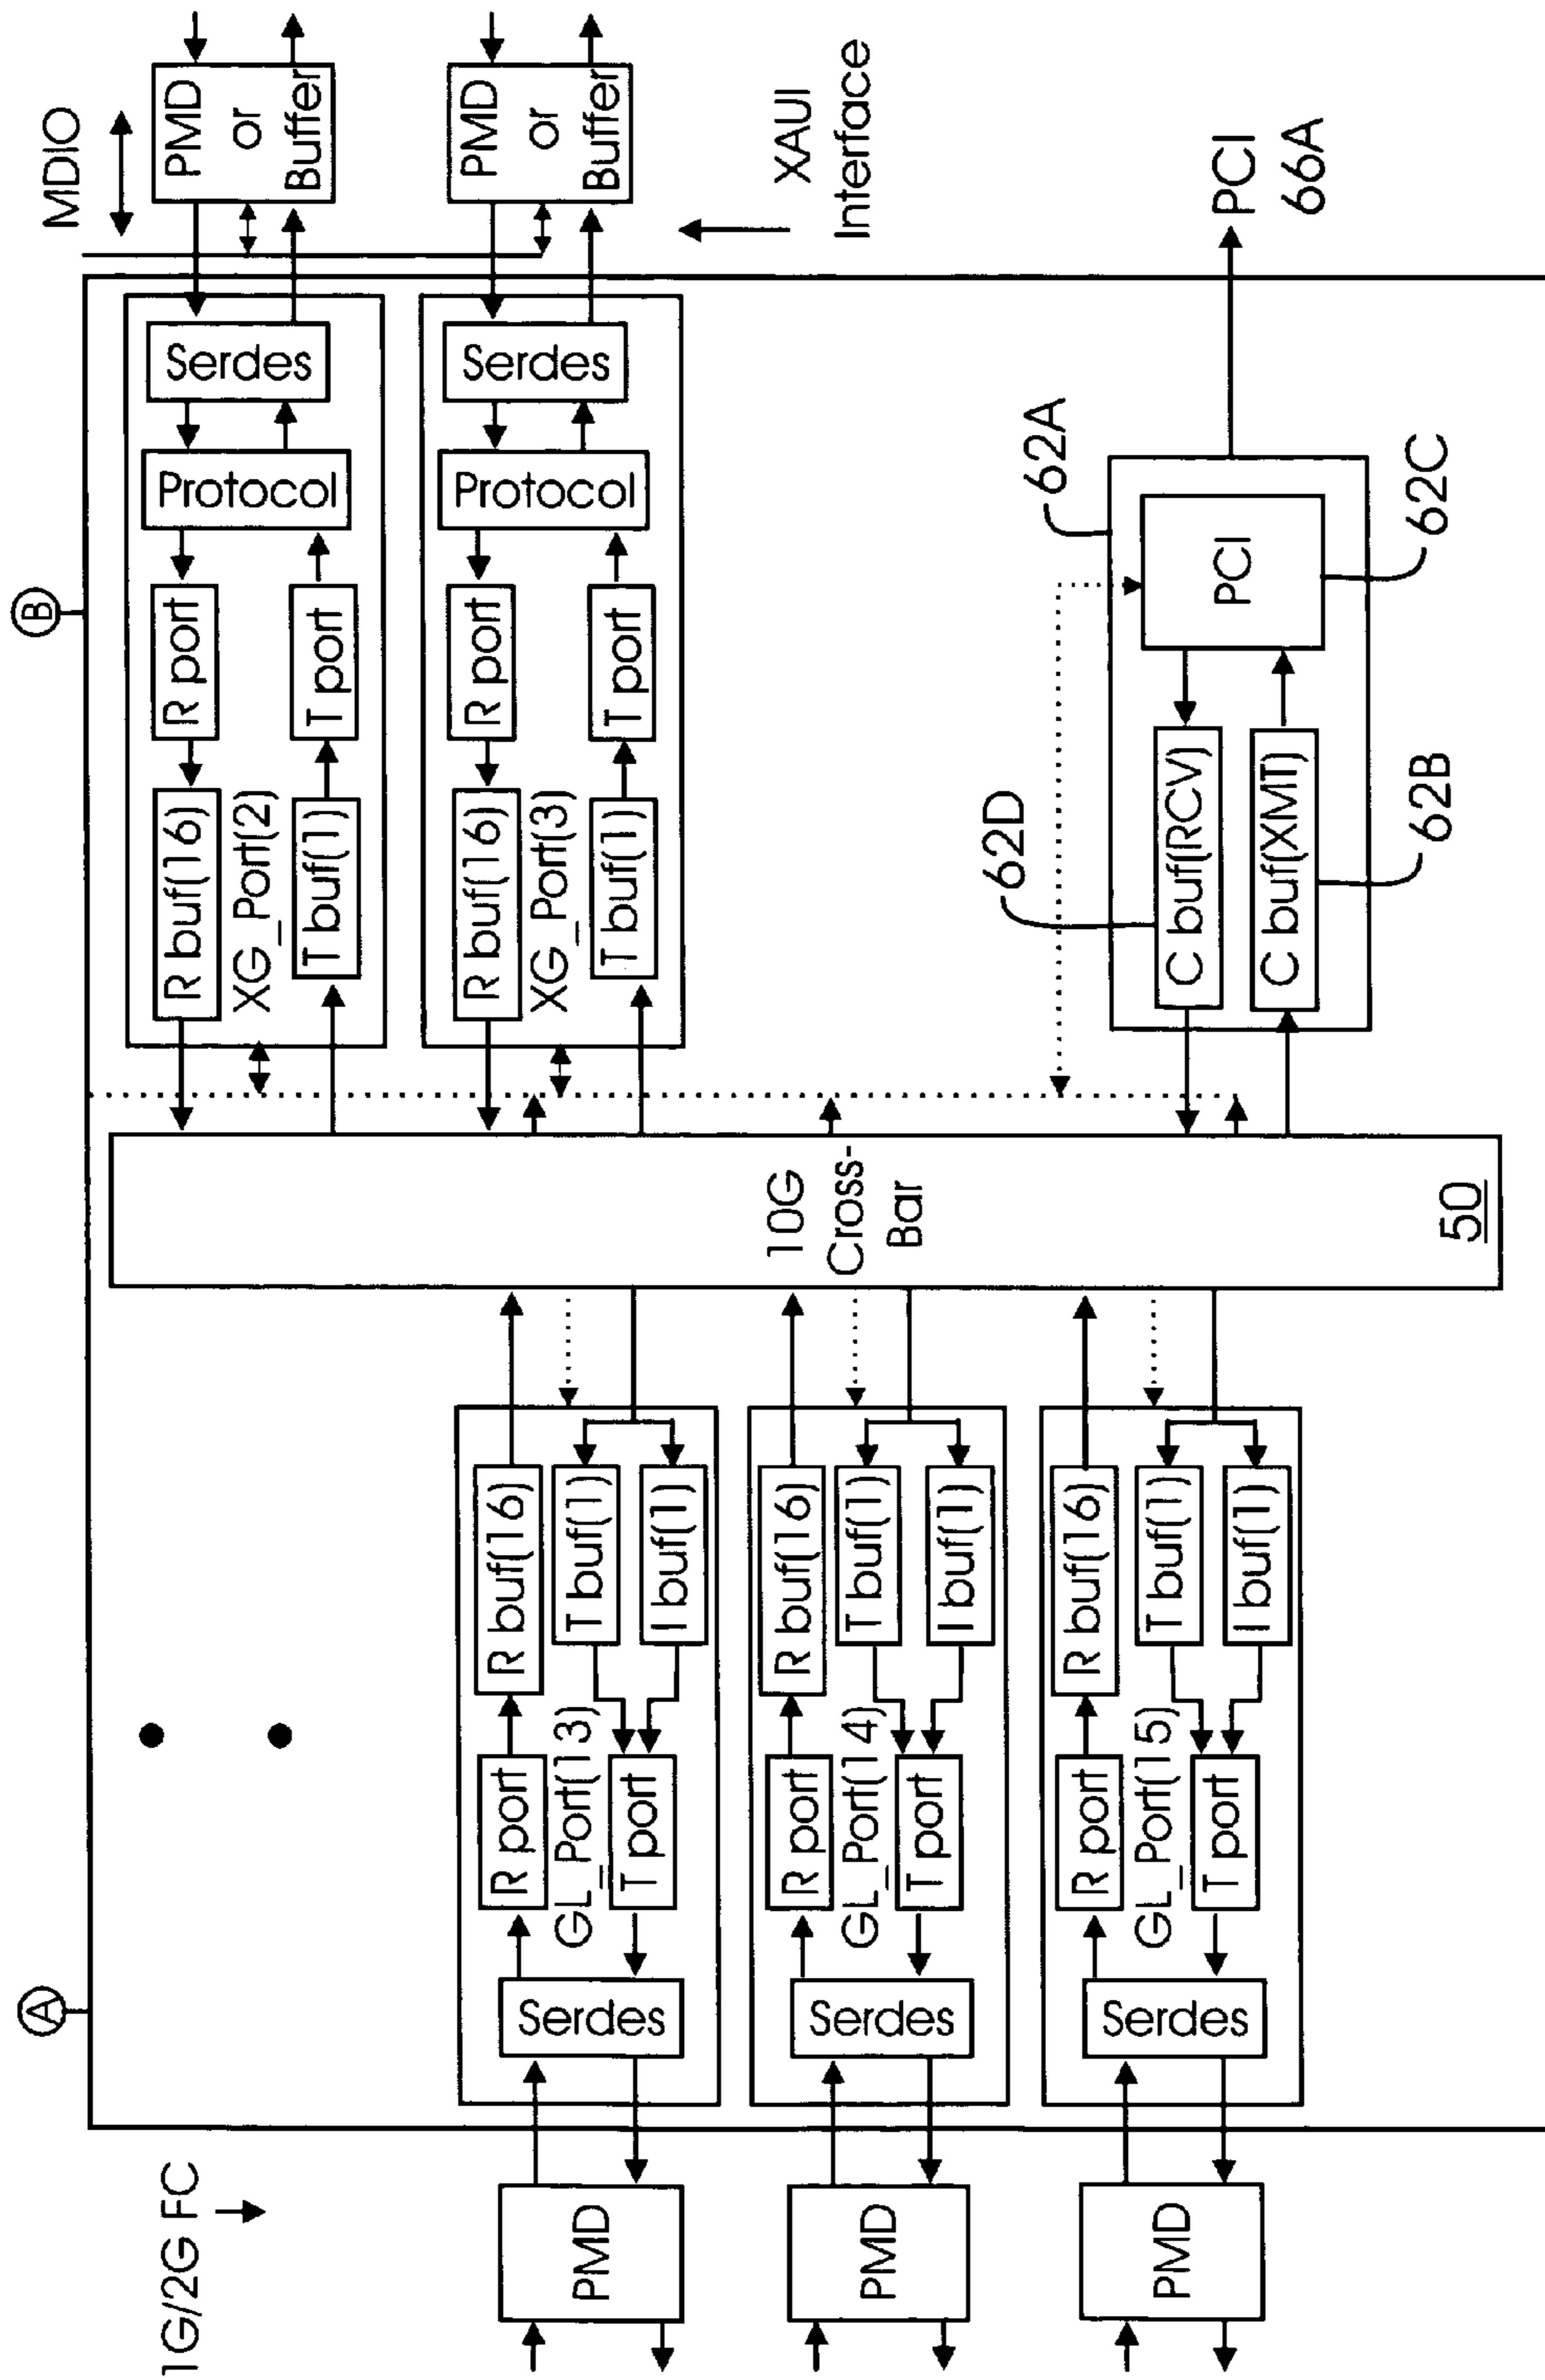 1G/2G FC
A
PMD
Serdes
R port
GL_Port(13)
T port
R buf(16)
T buf(1)
I buf(1)
PMD
Serdes
R port
GL_Port(14)
T port
R buf(16)
T buf(1)
I buf(1)
PMD
Serdes
R port
GL_Port(15)
T port
R buf(16)
T buf(1)
I buf(1)
10G
Cross-
Bar
50
B
R buf(16)
XG_Port(2)
T buf(1)
R port
T port
Protocol
Serdes
MDIO
PMD
or
Buffer
R buf(16)
XG_Port(3)
T buf(1)
R port
T port
Protocol
Serdes
PMD
or
Buffer
XAUI
Interface
62D
62A
C buf(RCV)
C buf(XMT)
PCI
62B
62C
PCI
66A